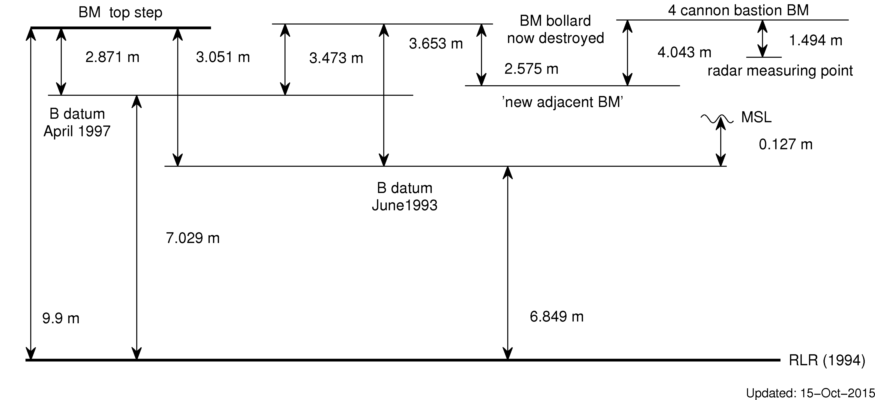 BM top step
4 cannon bastion BM
BM bollard
now destroyed
2.871 m
3.051 m
3.473 m
3.653 m
2.575 m
4.043 m
1.494 m
radar measuring point
'new adjacent BM'
B datum
April 1997
MSL
0.127 m
B datum
June1993
7.029 m
9.9 m
6.849 m
RLR (1994)
Updated: 15−Oct−2015